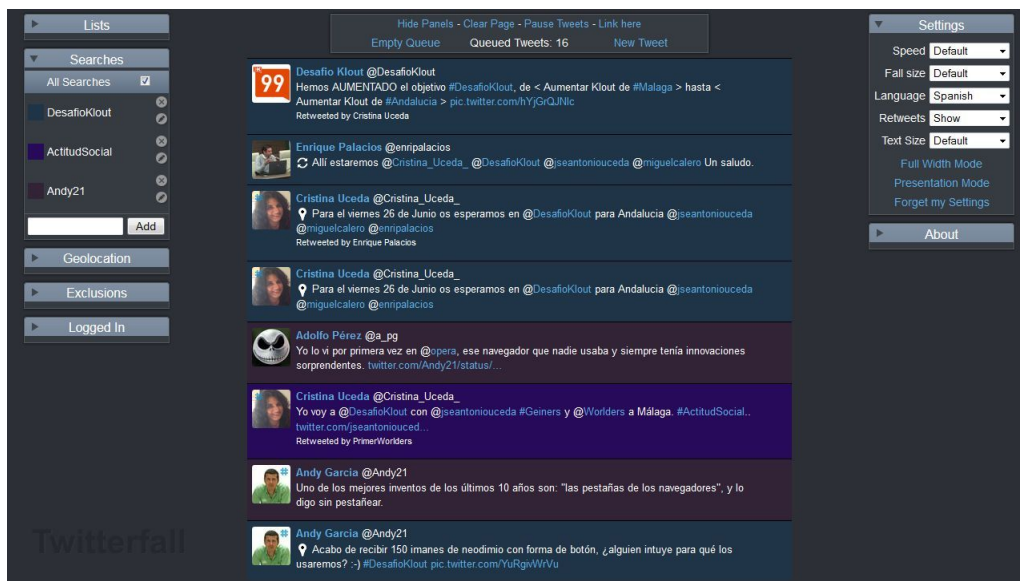 Lists
Searches
All Searches
DesafioKlout
ActitudSocial
Andy21
Add
Geolocation
Exclusions
Logged In
Twitterfall
Hide Panels - Clear Page - Pause Tweets - Link here
Empty Queue Queued Tweets: 16 New Tweet
99
Desafio Klout @DesafioKlout
Hemos AUMENTADO el objetivo #DesafioKlout, de < Aumentar Klout de #Malaga > hasta <
Aumentar Klout de #Andalucia > pic.twitter.com/hYjGrQJNlc
Retweeted by Cristina Uceda
Enrique Palacios @enripalacios
Allí estaremos @Cristina_Uceda_ @DesafioKlout @jseantoniouceda @miguelcalero Un saludo.
Cristina Uceda @Cristina_Uceda_
Para el viernes 26 de Junio os esperamos en @DesafioKlout para Andalucia @jseantoniouceda
@miguelcalero @enripalacios
Retweeted by Enrique Palacios
Cristina Uceda @Cristina_Uceda_
Para el viernes 26 de Junio os esperamos en @DesafioKlout para Andalucia @jseantoniouceda
@miguelcalero @enripalacios
Adolfo Pérez @a_pg
Yo lo vi por primera vez en @opera, ese navegador que nadie usaba y siempre tenía innovaciones
sorprendentes. twitter.com/Andy21/status/...
Cristina Uceda @Cristina_Uceda_
Yo voy a @DesafioKlout con @jseantoniouceda #Geiners y @Worlders a Málaga. #ActitudSocial..
twitter.com/jseantoniouced...
Retweeted by PrimerWorlders
Andy Garcia @Andy21
Uno de los mejores inventos de los últimos 10 años son: "las pestañas de los navegadores", y lo
digo sin pestañear.
Andy Garcia @Andy21
Acabo de recibir 150 imanes de neodimio con forma de botón, ¿alguien intuye para qué los
usaremos? :-) #DesafioKlout pic.twitter.com/YuRgivWrVu
Settings
Speed Default
Fall size Default
Language Spanish
Retweets Show
Text Size Default
Full Width Mode
Presentation Mode
Forget my Settings
About